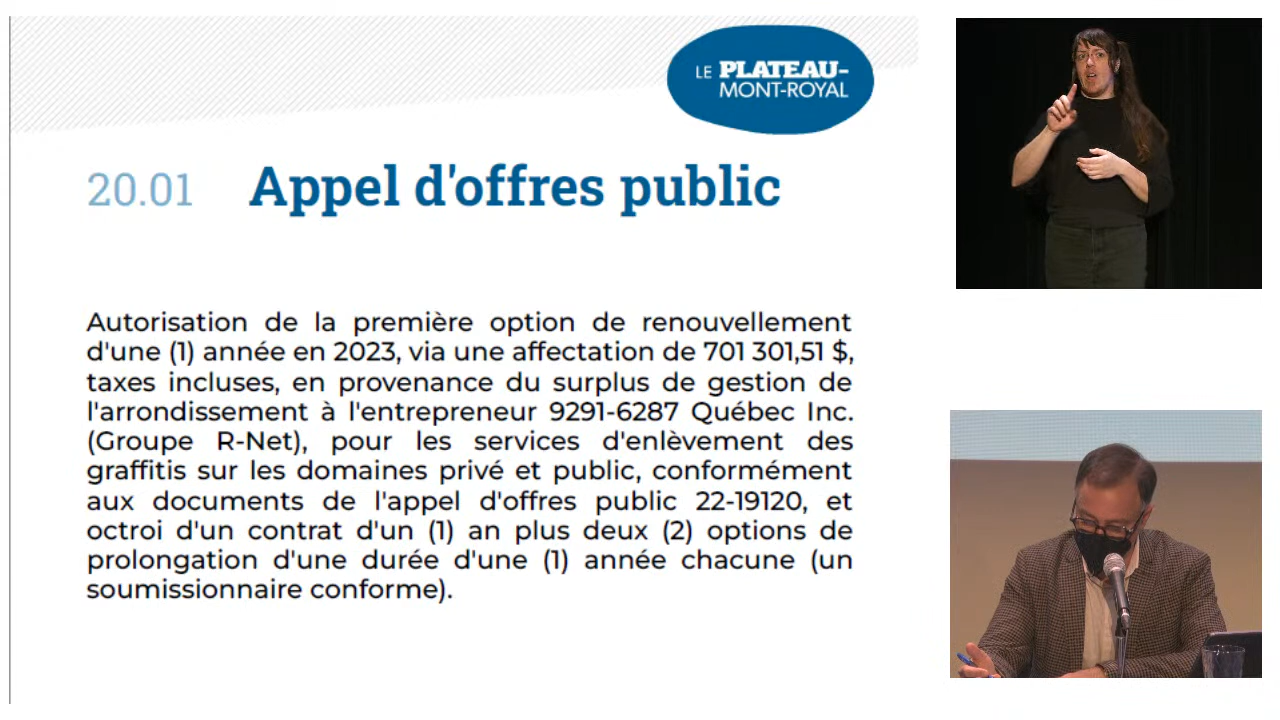 LE PLATEAU-
MONT-ROYAL
20.01 Appel d'offres public
Autorisation de la première option de renouvellement
d'une (1) année en 2023, via une affectation de 701 301,51 $,
taxes incluses, en provenance du surplus de gestion de
l'arrondissement à l'entrepreneur 9291-6287 Québec Inc.
(Groupe R-Net), pour les services d'enlèvement des
graffitis sur les domaines privé et public, conformément
aux documents de l'appel d'offres public 22-19120, et
octroi d'un contrat d'un (1) an plus deux (2) options de
prolongation d'une durée d'une (1) année chacune (un
soumissionnaire conforme).